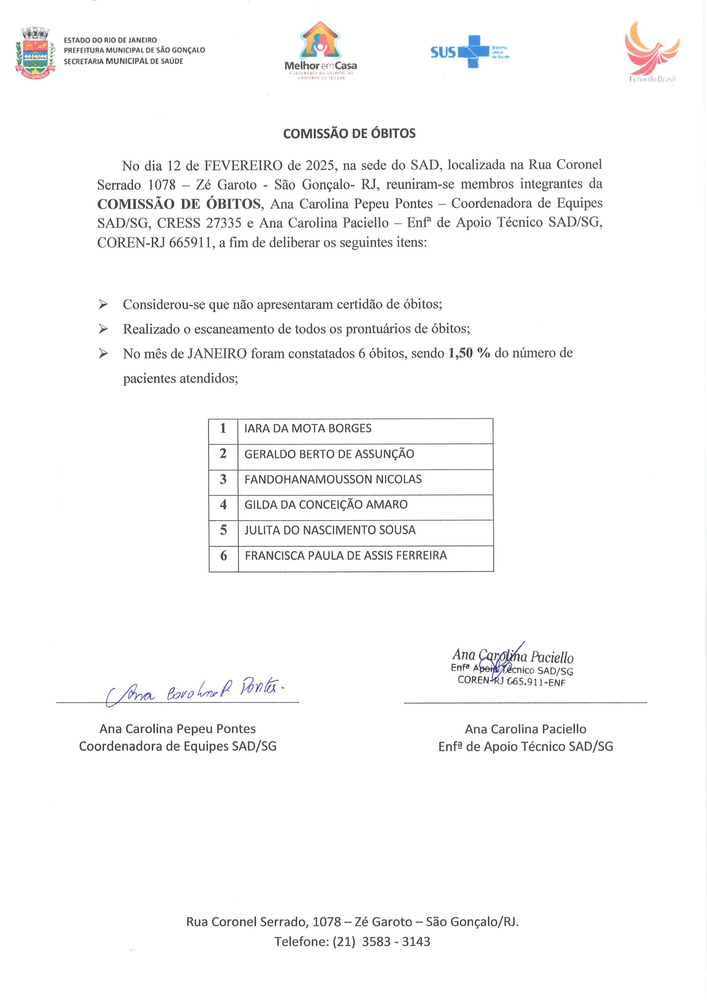 ESTADO DO RIO DE JANEIRO
PREFEITURA MUNICIPAL DE SÃO GONÇALO
SECRETARIA MUNICIPAL DE SAÚDE
SÃO GONÇALO
Melhor em Casa
A SEGURANÇA DO HOSPITAL NO
CONFORTO DO SEU LAR
SUS
Sistema
Único
de Saúde
Fenix do Brasil
COMISSÃO DE ÓBITOS
No dia 12 de FEVEREIRO de 2025, na sede do SAD, localizada na Rua Coronel
Serrado 1078 – Zé Garoto - São Gonçalo- RJ, reuniram-se membros integrantes da
COMISSÃO DE ÓBITOS, Ana Carolina Pepeu Pontes – Coordenadora de Equipes
SAD/SG, CRESS 27335 e Ana Carolina Paciello – Enfª de Apoio Técnico SAD/SG,
COREN-RJ 665911, a fim de deliberar os seguintes itens:
➢ Considerou-se que não apresentaram certidão de óbitos;
➢ Realizado o escaneamento de todos os prontuários de óbitos;
➢ No mês de JANEIRO foram constatados 6 óbitos, sendo 1,50 % do número de
pacientes atendidos;
1 IARA DA MOTA BORGES
2 GERALDO BERTO DE ASSUNÇÃO
3 FANDOHANAMOUSSON NICOLAS
4 GILDA DA CONCEIÇÃO AMARO
5 JULITA DO NASCIMENTO SOUSA
6 FRANCISCA PAULA DE ASSIS FERREIRA
Ana Carolina P Pontes.
Ana Carolina Paciello
Enfª Apoio Técnico SAD/SG
COREN-RJ 665.911-ENF
Ana Carolina Pepeu Pontes
Coordenadora de Equipes SAD/SG
Ana Carolina Paciello
Enfª de Apoio Técnico SAD/SG
Rua Coronel Serrado, 1078 – Zé Garoto – São Gonçalo/RJ.
Telefone: (21) 3583 - 3143